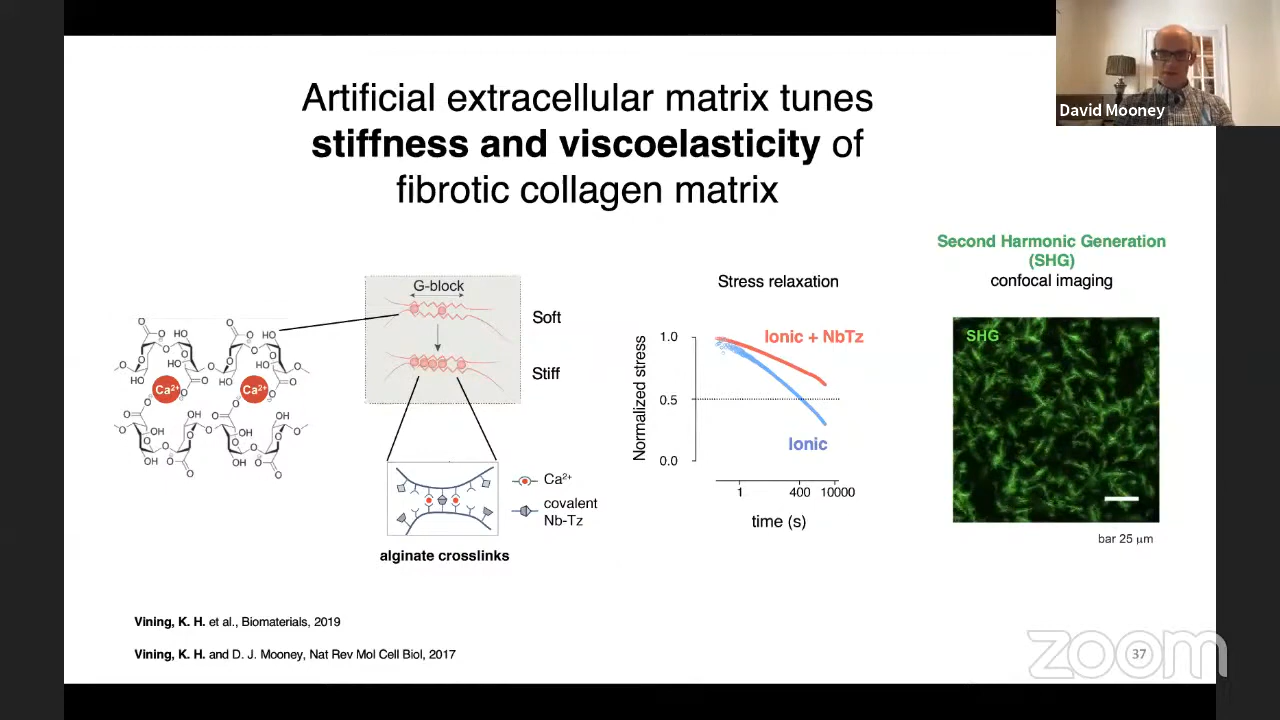 Artificial extracellular matrix tunes
stiffness and viscoelasticity of
fibrotic collagen matrix
David Mooney
G-block
Soft
Stiff
Ca2+
Ca2+
Ca2+
covalent
Nb-Tz
alginate crosslinks
Stress relaxation
Normalized stress
1.0
0.5
0.0
Ionic + NbTz
Ionic
1 400 10000
time (s)
Second Harmonic Generation
(SHG)
confocal imaging
SHG
bar 25 μm
Vining, K. H. et al., Biomaterials, 2019
Vining, K. H. and D. J. Mooney, Nat Rev Mol Cell Biol, 2017
zoom
37